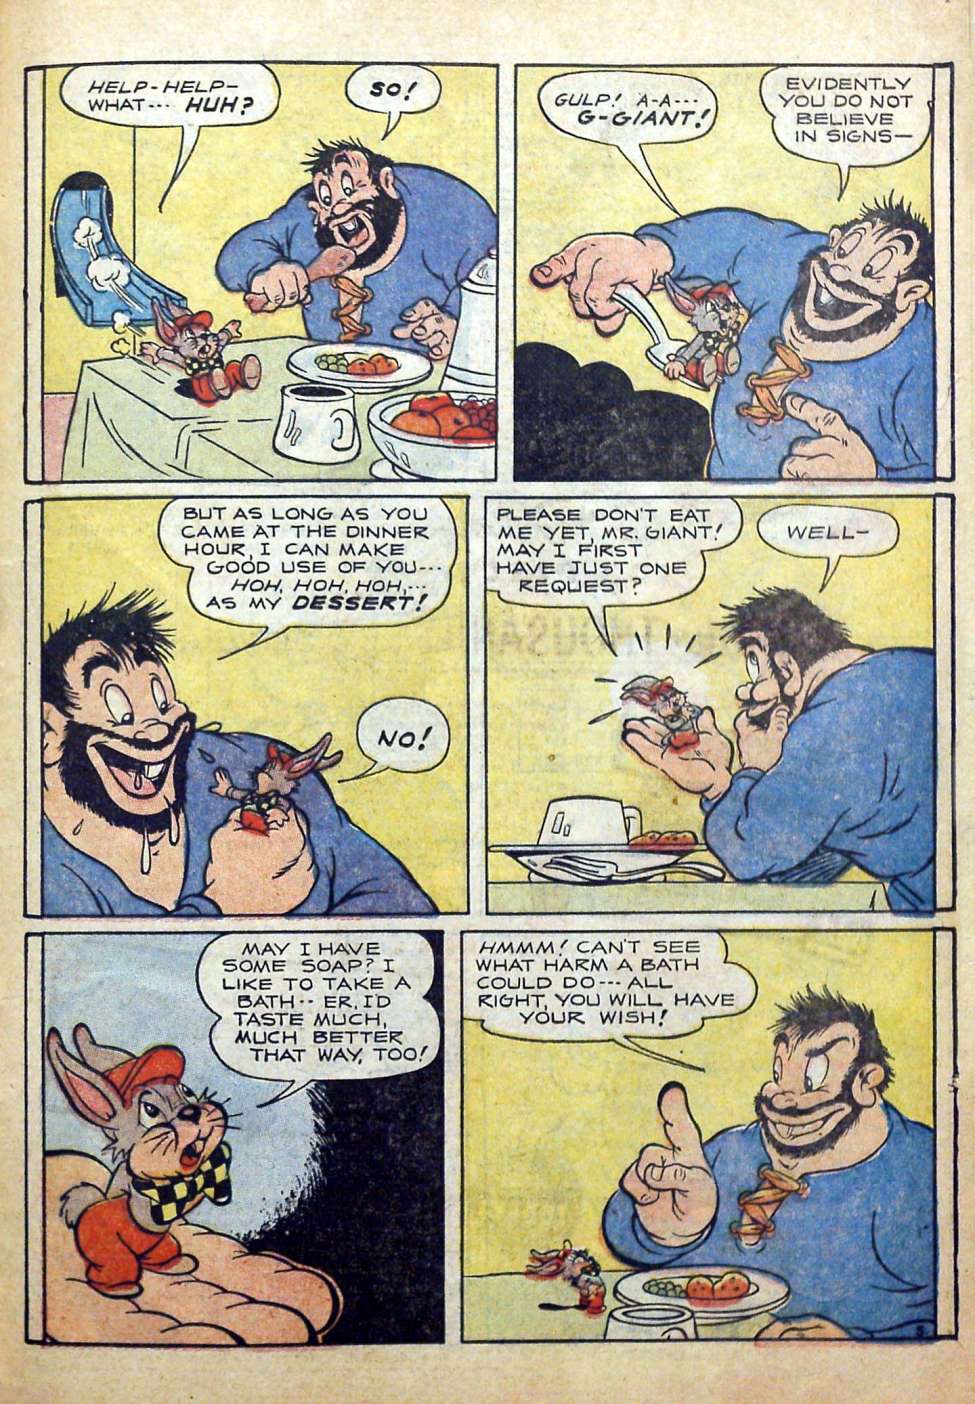 HELP-HELP-
WHAT--- HUH?
SO!
GULP! A-A---
G-GIANT!
EVIDENTLY
YOU DO NOT
BELIEVE
IN SIGNS—
BUT AS LONG AS YOU
CAME AT THE DINNER
HOUR, I CAN MAKE
GOOD USE OF YOU---
HOH, HOH, HOH,---
AS MY DESSERT!
NO!
PLEASE DON'T EAT
ME YET, MR. GIANT!
MAY I FIRST
HAVE JUST ONE
REQUEST?
WELL—
MAY I HAVE
SOME SOAP? I
LIKE TO TAKE A
BATH--- ER, I'D
TASTE MUCH,
MUCH BETTER
THAT WAY, TOO!
HMMM! CAN'T SEE
WHAT HARM A BATH
COULD DO---ALL
RIGHT, YOU WILL HAVE
YOUR WISH!